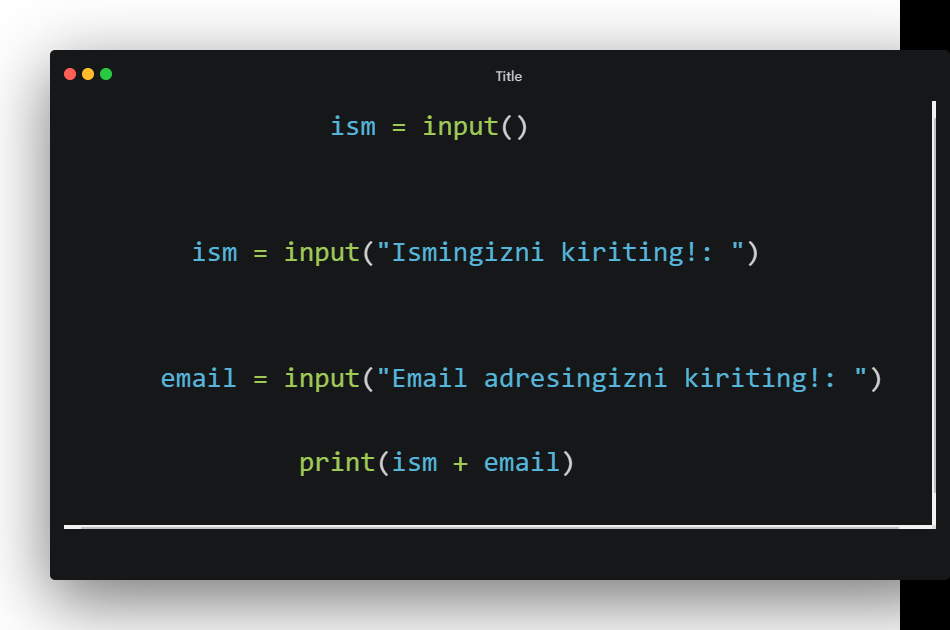 Title
ism = input()
ism = input("Ismingizni kiriting!: ")
email = input("Email adresingizni kiriting!: ")
print(ism + email)